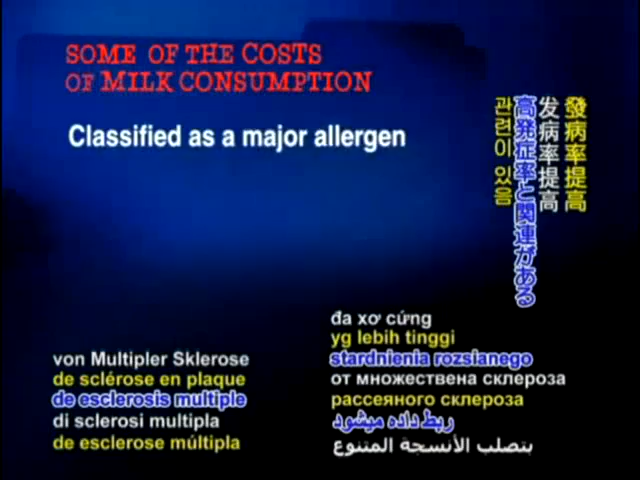 SOME OF THE COSTS
OF MILK CONSUMPTION
Classified as a major allergen
發病率提高
发病率提高
高発症率と関連がある
관련이 있음
von Multipler Sklerose
de sclérose en plaque
de esclerosis multiple
di sclerosi multipla
de esclerose múltipla
đa xơ cứng
yg lebih tinggi
stardnienia rozsianego
от множествена склероза
рассеяного склероза
ربط داده میشود
بتصلب الأنسجة المتنوع